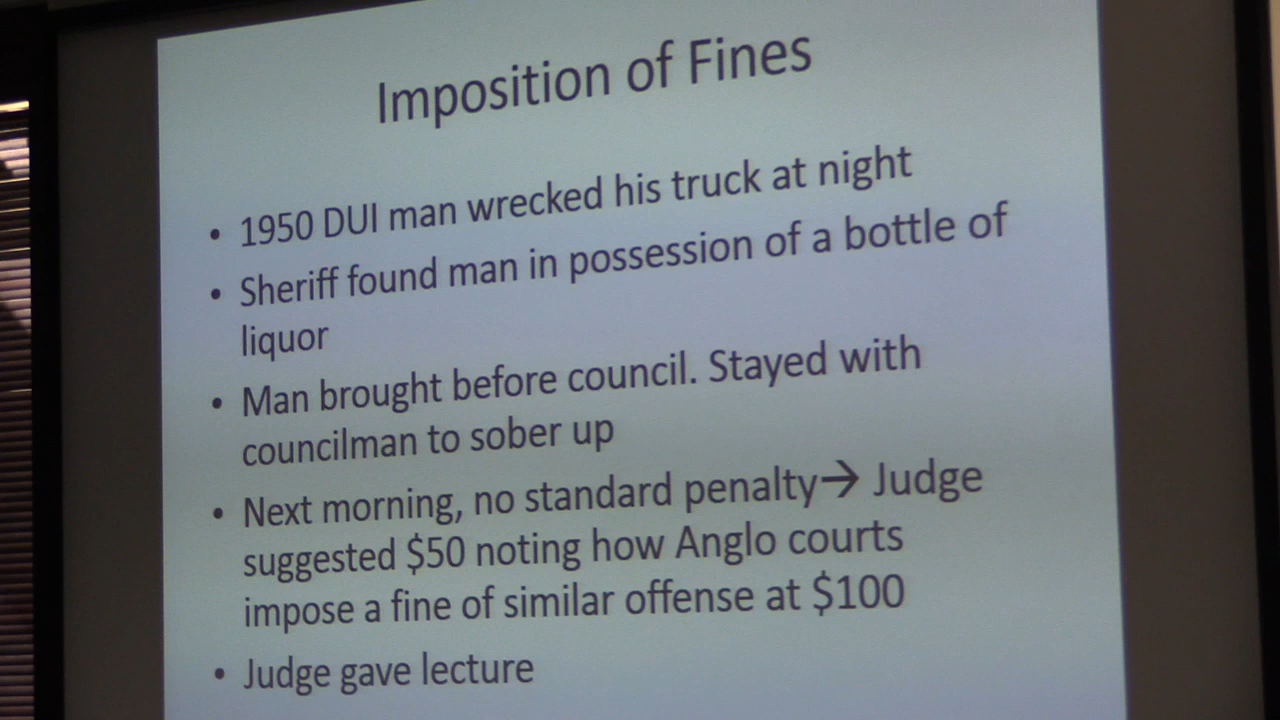 Imposition of Fines
• 1950 DUI man wrecked his truck at night
• Sheriff found man in possession of a bottle of
liquor
• Man brought before council. Stayed with
councilman to sober up
• Next morning, no standard penalty→ Judge
suggested $50 noting how Anglo courts
impose a fine of similar offense at $100
• Judge gave lecture